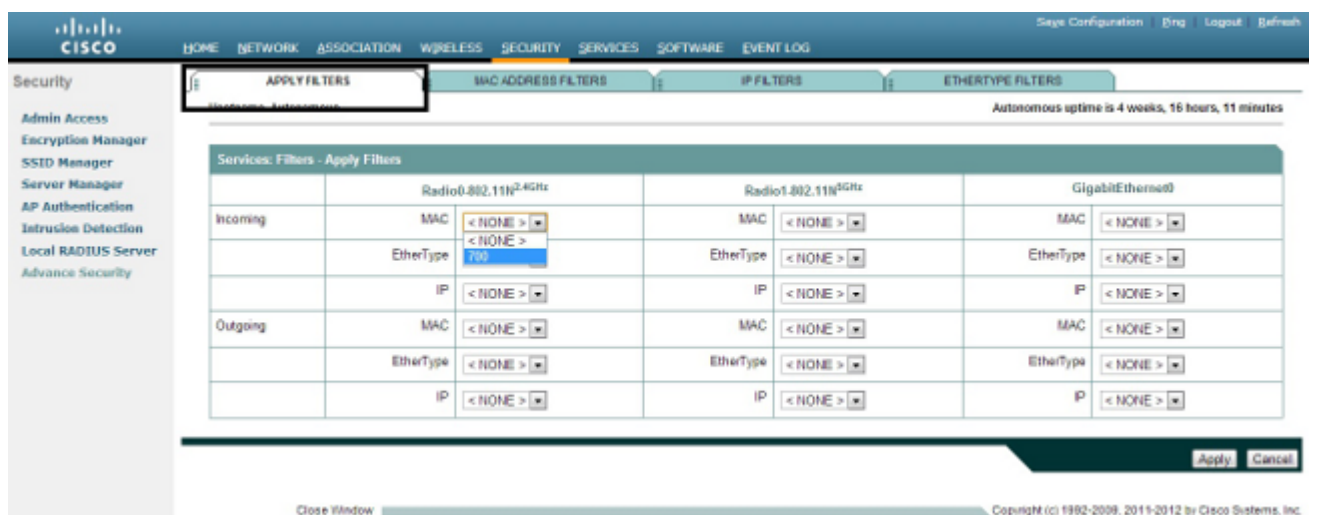 Save Configuration Ping Logout Refresh
CISCO
HOME NETWORK ASSOCIATION WIRELESS SECURITY SERVICES SOFTWARE EVENT LOG
Security
APPLY FILTERS MAC ADDRESS FILTERS IP FILTERS ETHERTYPE FILTERS
Hostname Autonomous Autonomous uptime is 4 weeks, 16 hours, 11 minutes
Admin Access
Encryption Manager
SSID Manager
Server Manager
AP Authentication
Intrusion Detection
Local RADIUS Server
Advance Security
Services: Filters - Apply Filters
Radio0-802.11N2.4GHz Radio1-802.11N5GHz GigabitEthernet0
Incoming MAC < NONE > MAC < NONE > MAC < NONE >
< NONE >
700
EtherType EtherType < NONE > EtherType < NONE >
IP < NONE > IP < NONE > IP < NONE >
Outgoing MAC < NONE > MAC < NONE > MAC < NONE >
EtherType < NONE > EtherType < NONE > EtherType < NONE >
IP < NONE > IP < NONE > IP < NONE >
Apply Cancel
Close Window Copyright (c) 1992-2009, 2011-2012 by Cisco Systems, Inc.